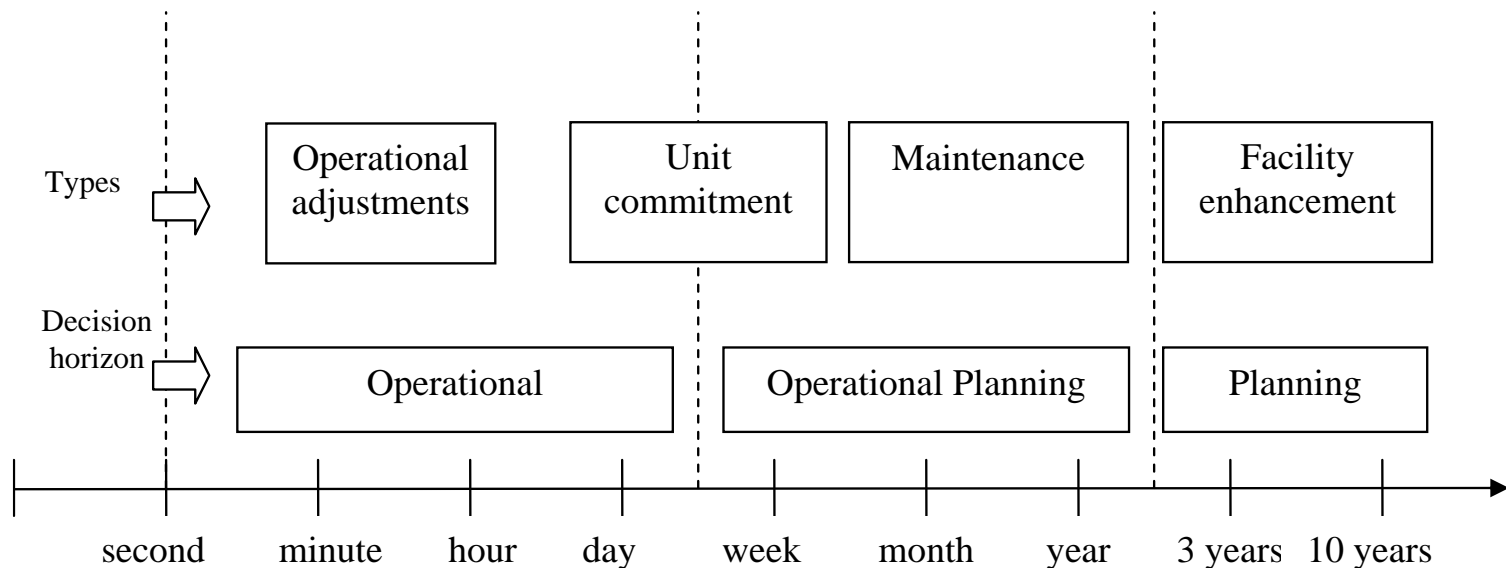 Types
Operational
adjustments
Unit
commitment
Maintenance
Facility
enhancement
Decision
horizon
Operational
Operational Planning
Planning
second minute hour day week month year 3 years 10 years